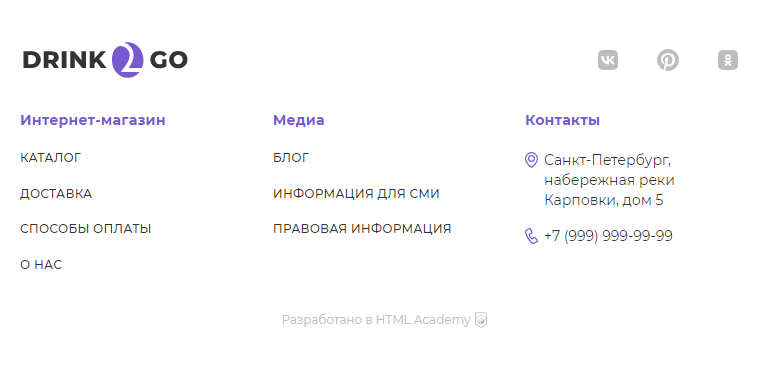 DRINK 2 GO
Интернет-магазин
КАТАЛОГ
ДОСТАВКА
СПОСОБЫ ОПЛАТЫ
О НАС
Медиа
БЛОГ
ИНФОРМАЦИЯ ДЛЯ СМИ
ПРАВОВАЯ ИНФОРМАЦИЯ
Контакты
Санкт-Петербург,
набережная реки
Карповки, дом 5
+7 (999) 999-99-99
Разработано в HTML Academy